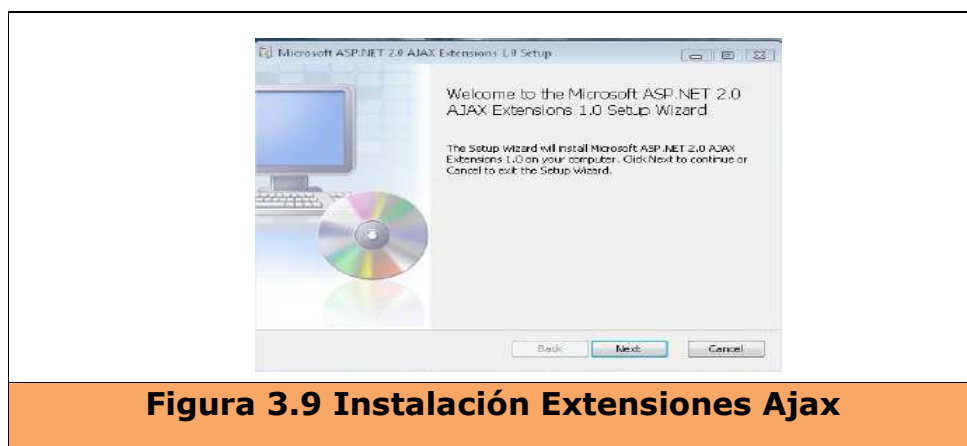 Microsoft ASP.NET 2.0 AJAX Extensions 1.0 Setup
Welcome to the Microsoft ASP.NET 2.0
AJAX Extensions 1.0 Setup Wizard
The Setup Wizard will install Microsoft ASP.NET 2.0 AJAX
Extensions 1.0 on your computer. Click Next to continue or
Cancel to exit the Setup Wizard.
Back Next Cancel
Figura 3.9 Instalación Extensiones Ajax